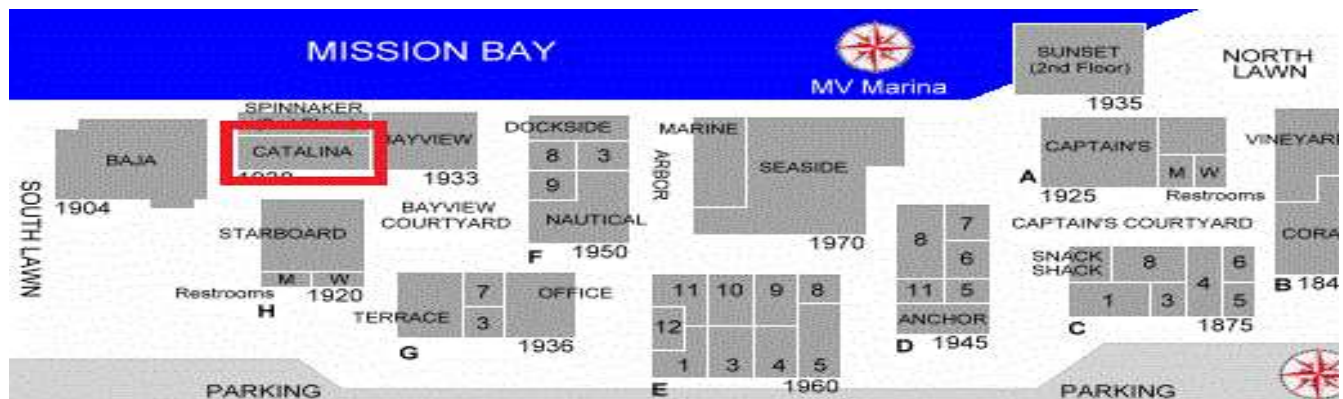 MISSION BAY
MV Marina
SUNSET
(2nd Floor)
1935
NORTH
LAWN
SPINNAKER
CATALINA
BAJA
1904
SOUTH LAWN
BAYVIEW
1933
BAYVIEW
COURTYARD
STARBOARD
M W
Restrooms 1920
H
DOCKSIDE
8 3
9
NAUTICAL
F 1950
MARINE
ARBOR
SEASIDE
1970
CAPTAIN'S
A
1925
M W
Restrooms
VINEYARD
CAPTAIN'S COURTYARD
CORA
B 184
TERRACE
7
3
OFFICE
G 1936
11 10 9 8
12
1 3 4 5
E 1960
8 7
6
11 5
ANCHOR
D 1945
SNACK
SHACK
8 6
4
1 3 5
C 1875
PARKING
PARKING